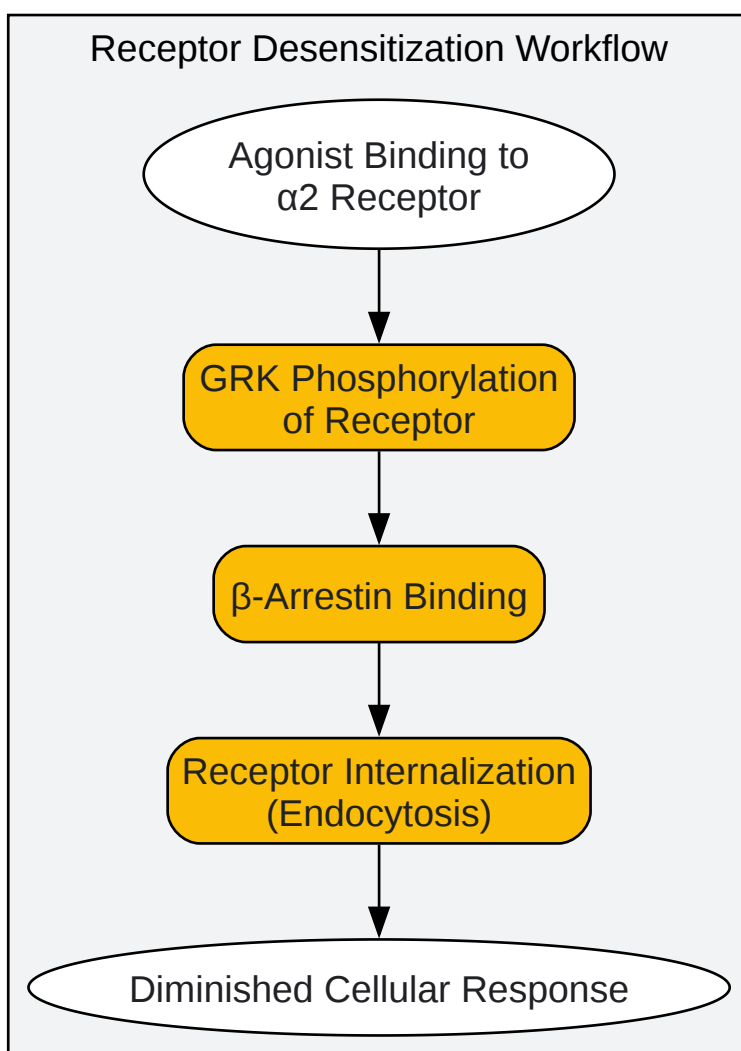 Receptor Desensitization Workflow
Agonist Binding to
α2 Receptor
GRK Phosphorylation
of Receptor
β-Arrestin Binding
Receptor Internalization
(Endocytosis)
Diminished Cellular Response